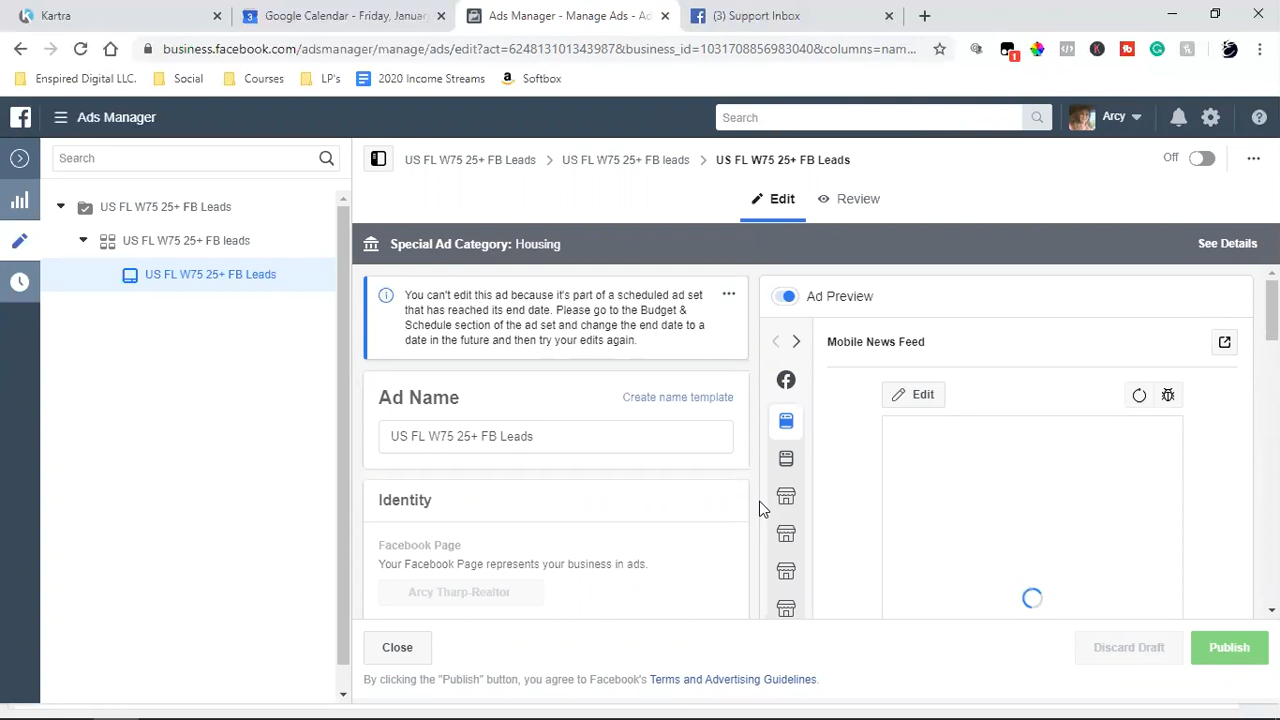 Kartra
Google Calendar - Friday, January
Ads Manager - Manage Ads - Ad
(3) Support Inbox
business.facebook.com/adsmanager/manage/ads/edit?act=624813101343987&business_id=1031708856983040&columns=nam...
1
Enspired Digital LLC.
Social
Courses
LP's
2020 Income Streams
Softbox
Ads Manager
Search
Arcy
Search
US FL W75 25+ FB Leads
US FL W75 25+ FB leads
US FL W75 25+ FB Leads
Off
US FL W75 25+ FB Leads
US FL W75 25+ FB leads
US FL W75 25+ FB Leads
Edit
Review
Special Ad Category: Housing
See Details
You can't edit this ad because it's part of a scheduled ad set
that has reached its end date. Please go to the Budget &
Schedule section of the ad set and change the end date to a
date in the future and then try your edits again.
Ad Preview
Mobile News Feed
Edit
Ad Name
Create name template
US FL W75 25+ FB Leads
Identity
Facebook Page
Your Facebook Page represents your business in ads.
Arcy Tharp-Realtor
Close
Discard Draft
Publish
By clicking the "Publish" button, you agree to Facebook's Terms and Advertising Guidelines.